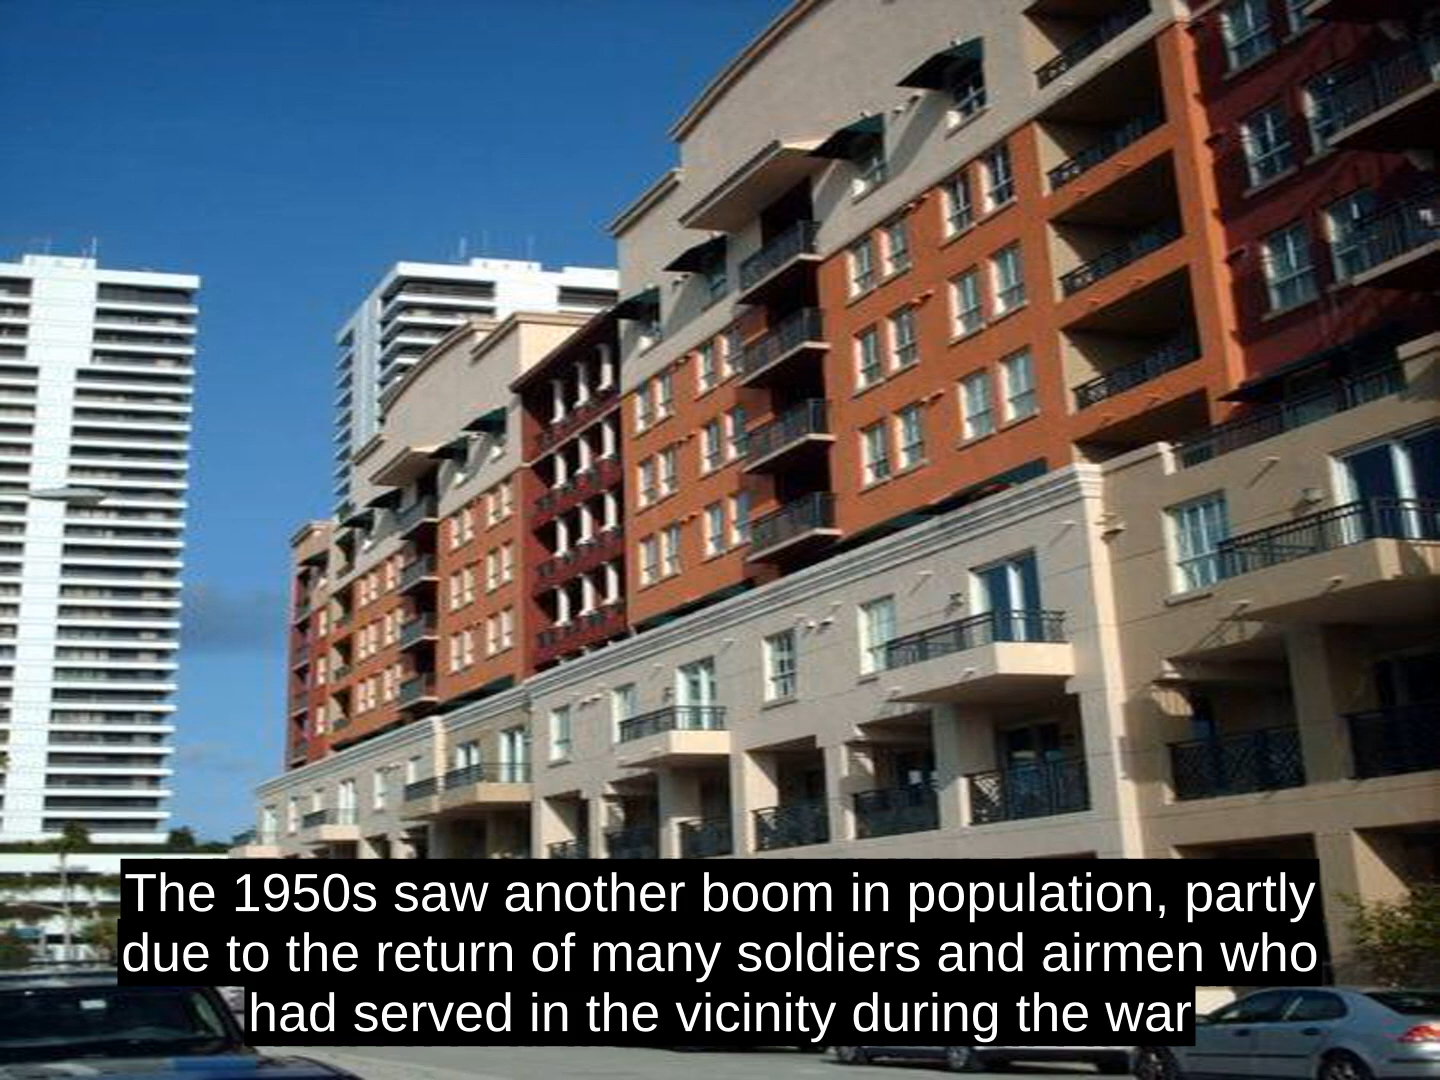 The 1950s saw another boom in population, partly
due to the return of many soldiers and airmen who
had served in the vicinity during the war